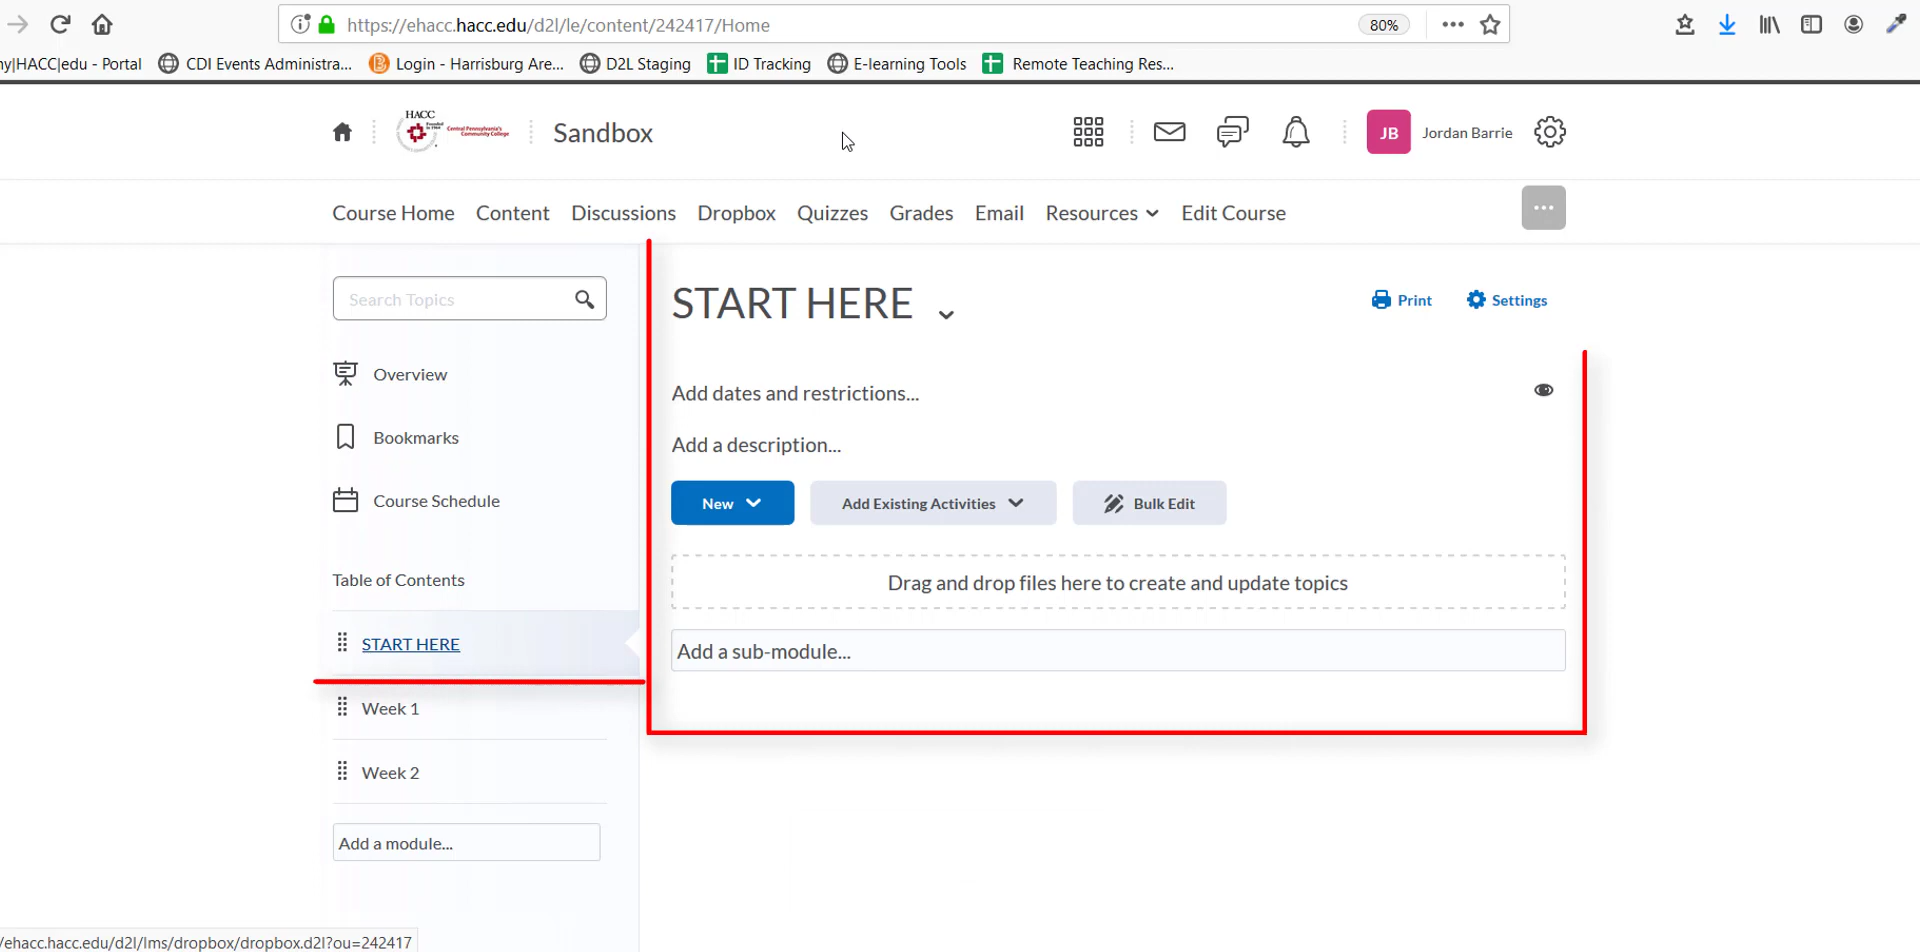 https://ehacc.hacc.edu/d2l/le/content/242417/Home
80%
y|HACC|edu - Portal
CDI Events Administra...
Login - Harrisburg Are...
D2L Staging
ID Tracking
E-learning Tools
Remote Teaching Res...
HACC
Central Pennsylvania's
Community College
Sandbox
JB
Jordan Barrie
Course Home
Content
Discussions
Dropbox
Quizzes
Grades
Email
Resources
Edit Course
Search Topics
Overview
Bookmarks
Course Schedule
Table of Contents
START HERE
Week 1
Week 2
Add a module...
START HERE
Print
Settings
Add dates and restrictions...
Add a description...
New
Add Existing Activities
Bulk Edit
Drag and drop files here to create and update topics
Add a sub-module...
/ehacc.hacc.edu/d2l/lms/dropbox/dropbox.d2l?ou=242417